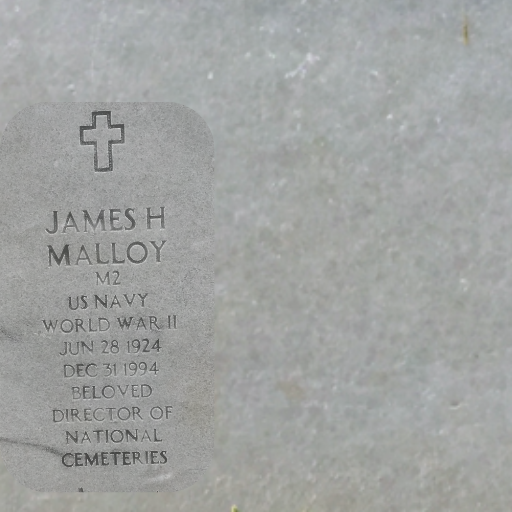 JAMES H
MALLOY
M2
US NAVY
WORLD WAR II
JUN 28 1924
DEC 31 1994
BELOVED
DIRECTOR OF
NATIONAL
CEMETERIES